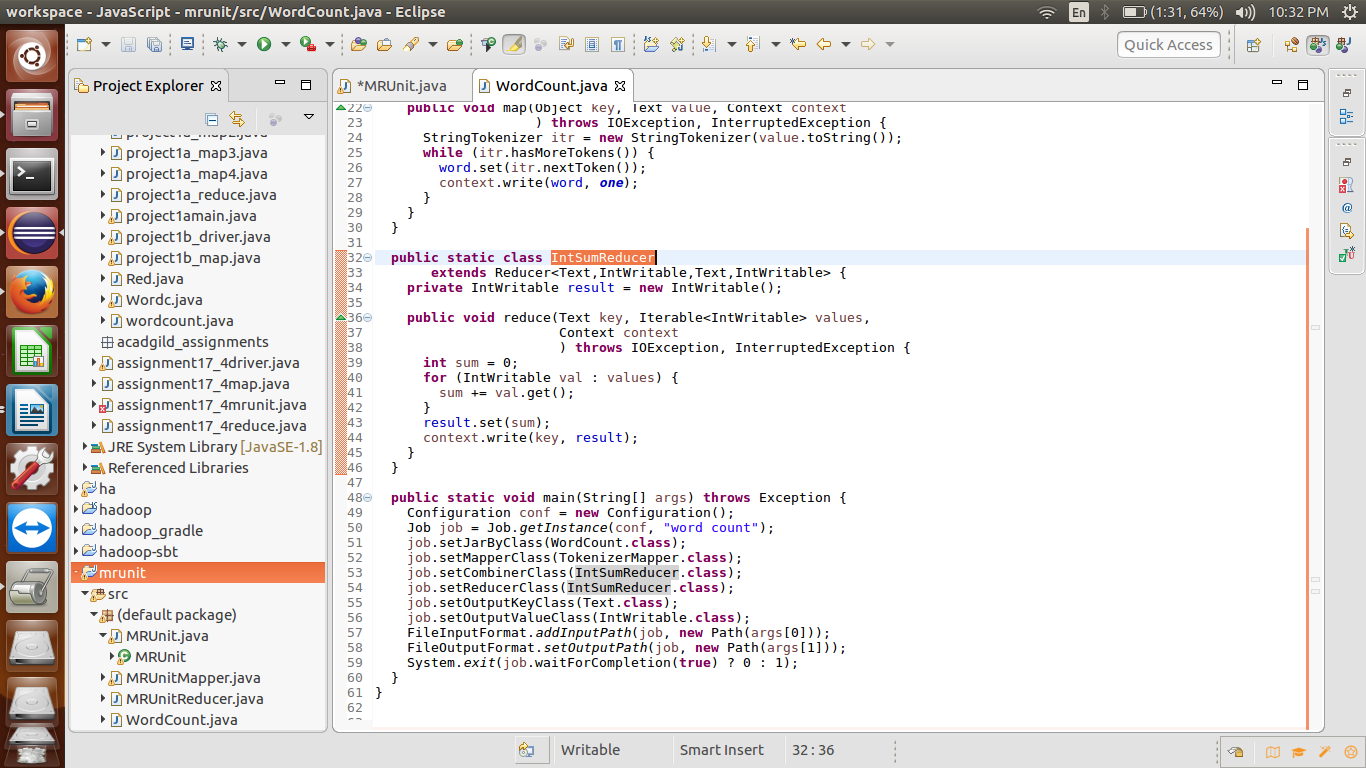 workspace - JavaScript - mrunit/src/WordCount.java - Eclipse
En
(1:31, 64%)
10:32 PM
Quick Access
Project Explorer
project1a_map2.java
project1a_map3.java
project1a_map4.java
project1a_reduce.java
project1amain.java
project1b_driver.java
project1b_map.java
Red.java
Wordc.java
wordcount.java
acadgild_assignments
assignment17_4driver.java
assignment17_4map.java
assignment17_4mrunit.java
assignment17_4reduce.java
JRE System Library [JavaSE-1.8]
Referenced Libraries
ha
hadoop
hadoop_gradle
hadoop-sbt
mrunit
src
(default package)
MRUnit.java
MRUnit
MRUnitMapper.java
MRUnitReducer.java
WordCount.java
*MRUnit.java
WordCount.java
22 public void map(Object key, Text value, Context context
23 ) throws IOException, InterruptedException {
24 StringTokenizer itr = new StringTokenizer(value.toString());
25 while (itr.hasMoreTokens()) {
26 word.set(itr.nextToken());
27 context.write(word, one);
28 }
29 }
30 }
31
32 public static class IntSumReducer
33 extends Reducer<Text,IntWritable,Text,IntWritable> {
34 private IntWritable result = new IntWritable();
35
36 public void reduce(Text key, Iterable<IntWritable> values,
37 Context context
38 ) throws IOException, InterruptedException {
39 int sum = 0;
40 for (IntWritable val : values) {
41 sum += val.get();
42 }
43 result.set(sum);
44 context.write(key, result);
45 }
46 }
47
48 public static void main(String[] args) throws Exception {
49 Configuration conf = new Configuration();
50 Job job = Job.getInstance(conf, "word count");
51 job.setJarByClass(WordCount.class);
52 job.setMapperClass(TokenizerMapper.class);
53 job.setCombinerClass(IntSumReducer.class);
54 job.setReducerClass(IntSumReducer.class);
55 job.setOutputKeyClass(Text.class);
56 job.setOutputValueClass(IntWritable.class);
57 FileInputFormat.addInputPath(job, new Path(args[0]));
58 FileOutputFormat.setOutputPath(job, new Path(args[1]));
59 System.exit(job.waitForCompletion(true) ? 0 : 1);
60 }
61 }
62
Writable
Smart Insert
32 : 36